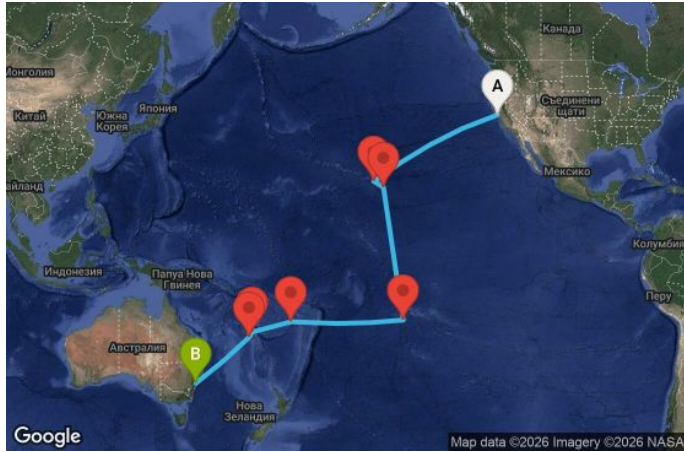 Канада
Монголия
A
Съединени
щати
Япония
Китай
Южна
Корея
Мексико
айланд
Колумбия
Индонезия
Папуа Нова
Гвинея
Перу
Австралия
B
Нова
Зеландия
Google
Map data ©2026 Imagery ©2026 NASA